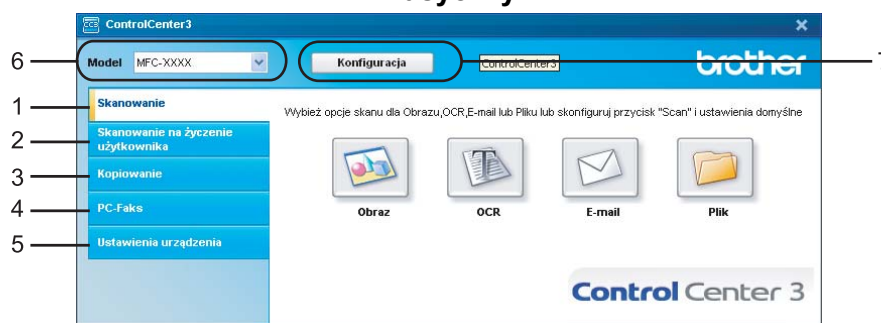 ControlCenter3
6
Model
MFC-XXXX
Konfiguracja
ControlCenter3
brother
1
Skanowanie
Wybież opcje skanu dla Obrazu,OCR,E-mail lub Pliku lub skonfiguruj przycisk "Scan" i ustawienia domyślne
2
Skanowanie na życzenie
użytkownika
3
Kopiowanie
4
PC-Faks
5
Ustawienia urządzenia
Obraz
OCR
E-mail
Plik
Control Center 3